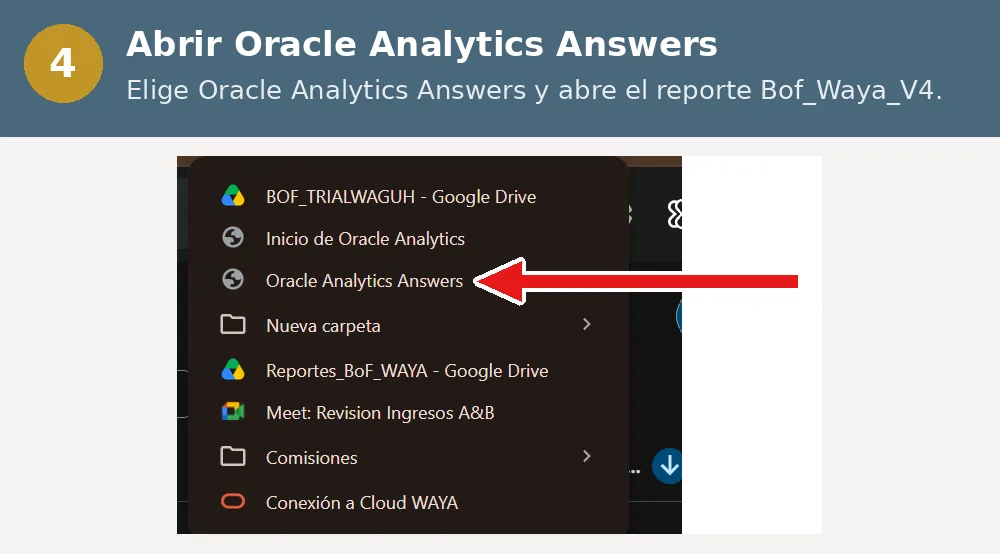 4
Abrir Oracle Analytics Answers
Elige Oracle Analytics Answers y abre el reporte Bof_Waya_V4.
BOF_TRIALWAGUH - Google Drive
Inicio de Oracle Analytics
Oracle Analytics Answers
Nueva carpeta
Reportes_BoF_WAYA - Google Drive
Meet: Revision Ingresos A&B
Comisiones
...
Conexión a Cloud WAYA